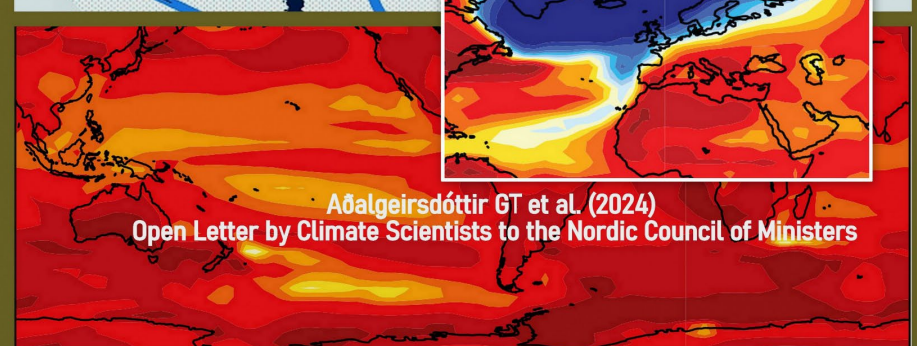 Aðalgeirsdóttir GT et al. (2024)
Open Letter by Climate Scientists to the Nordic Council of Ministers